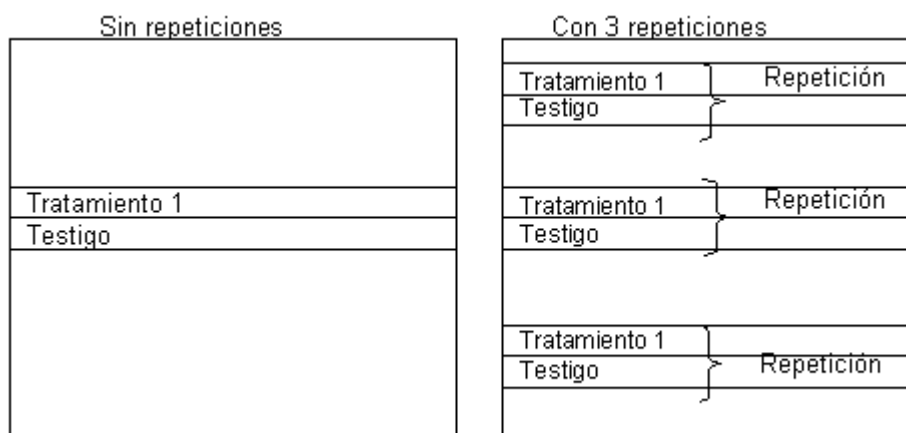 Sin repeticiones
Tratamiento 1
Testigo
Con 3 repeticiones
Tratamiento 1
Repetición
Testigo
Tratamiento 1
Repetición
Testigo
Tratamiento 1
Testigo
Repetición